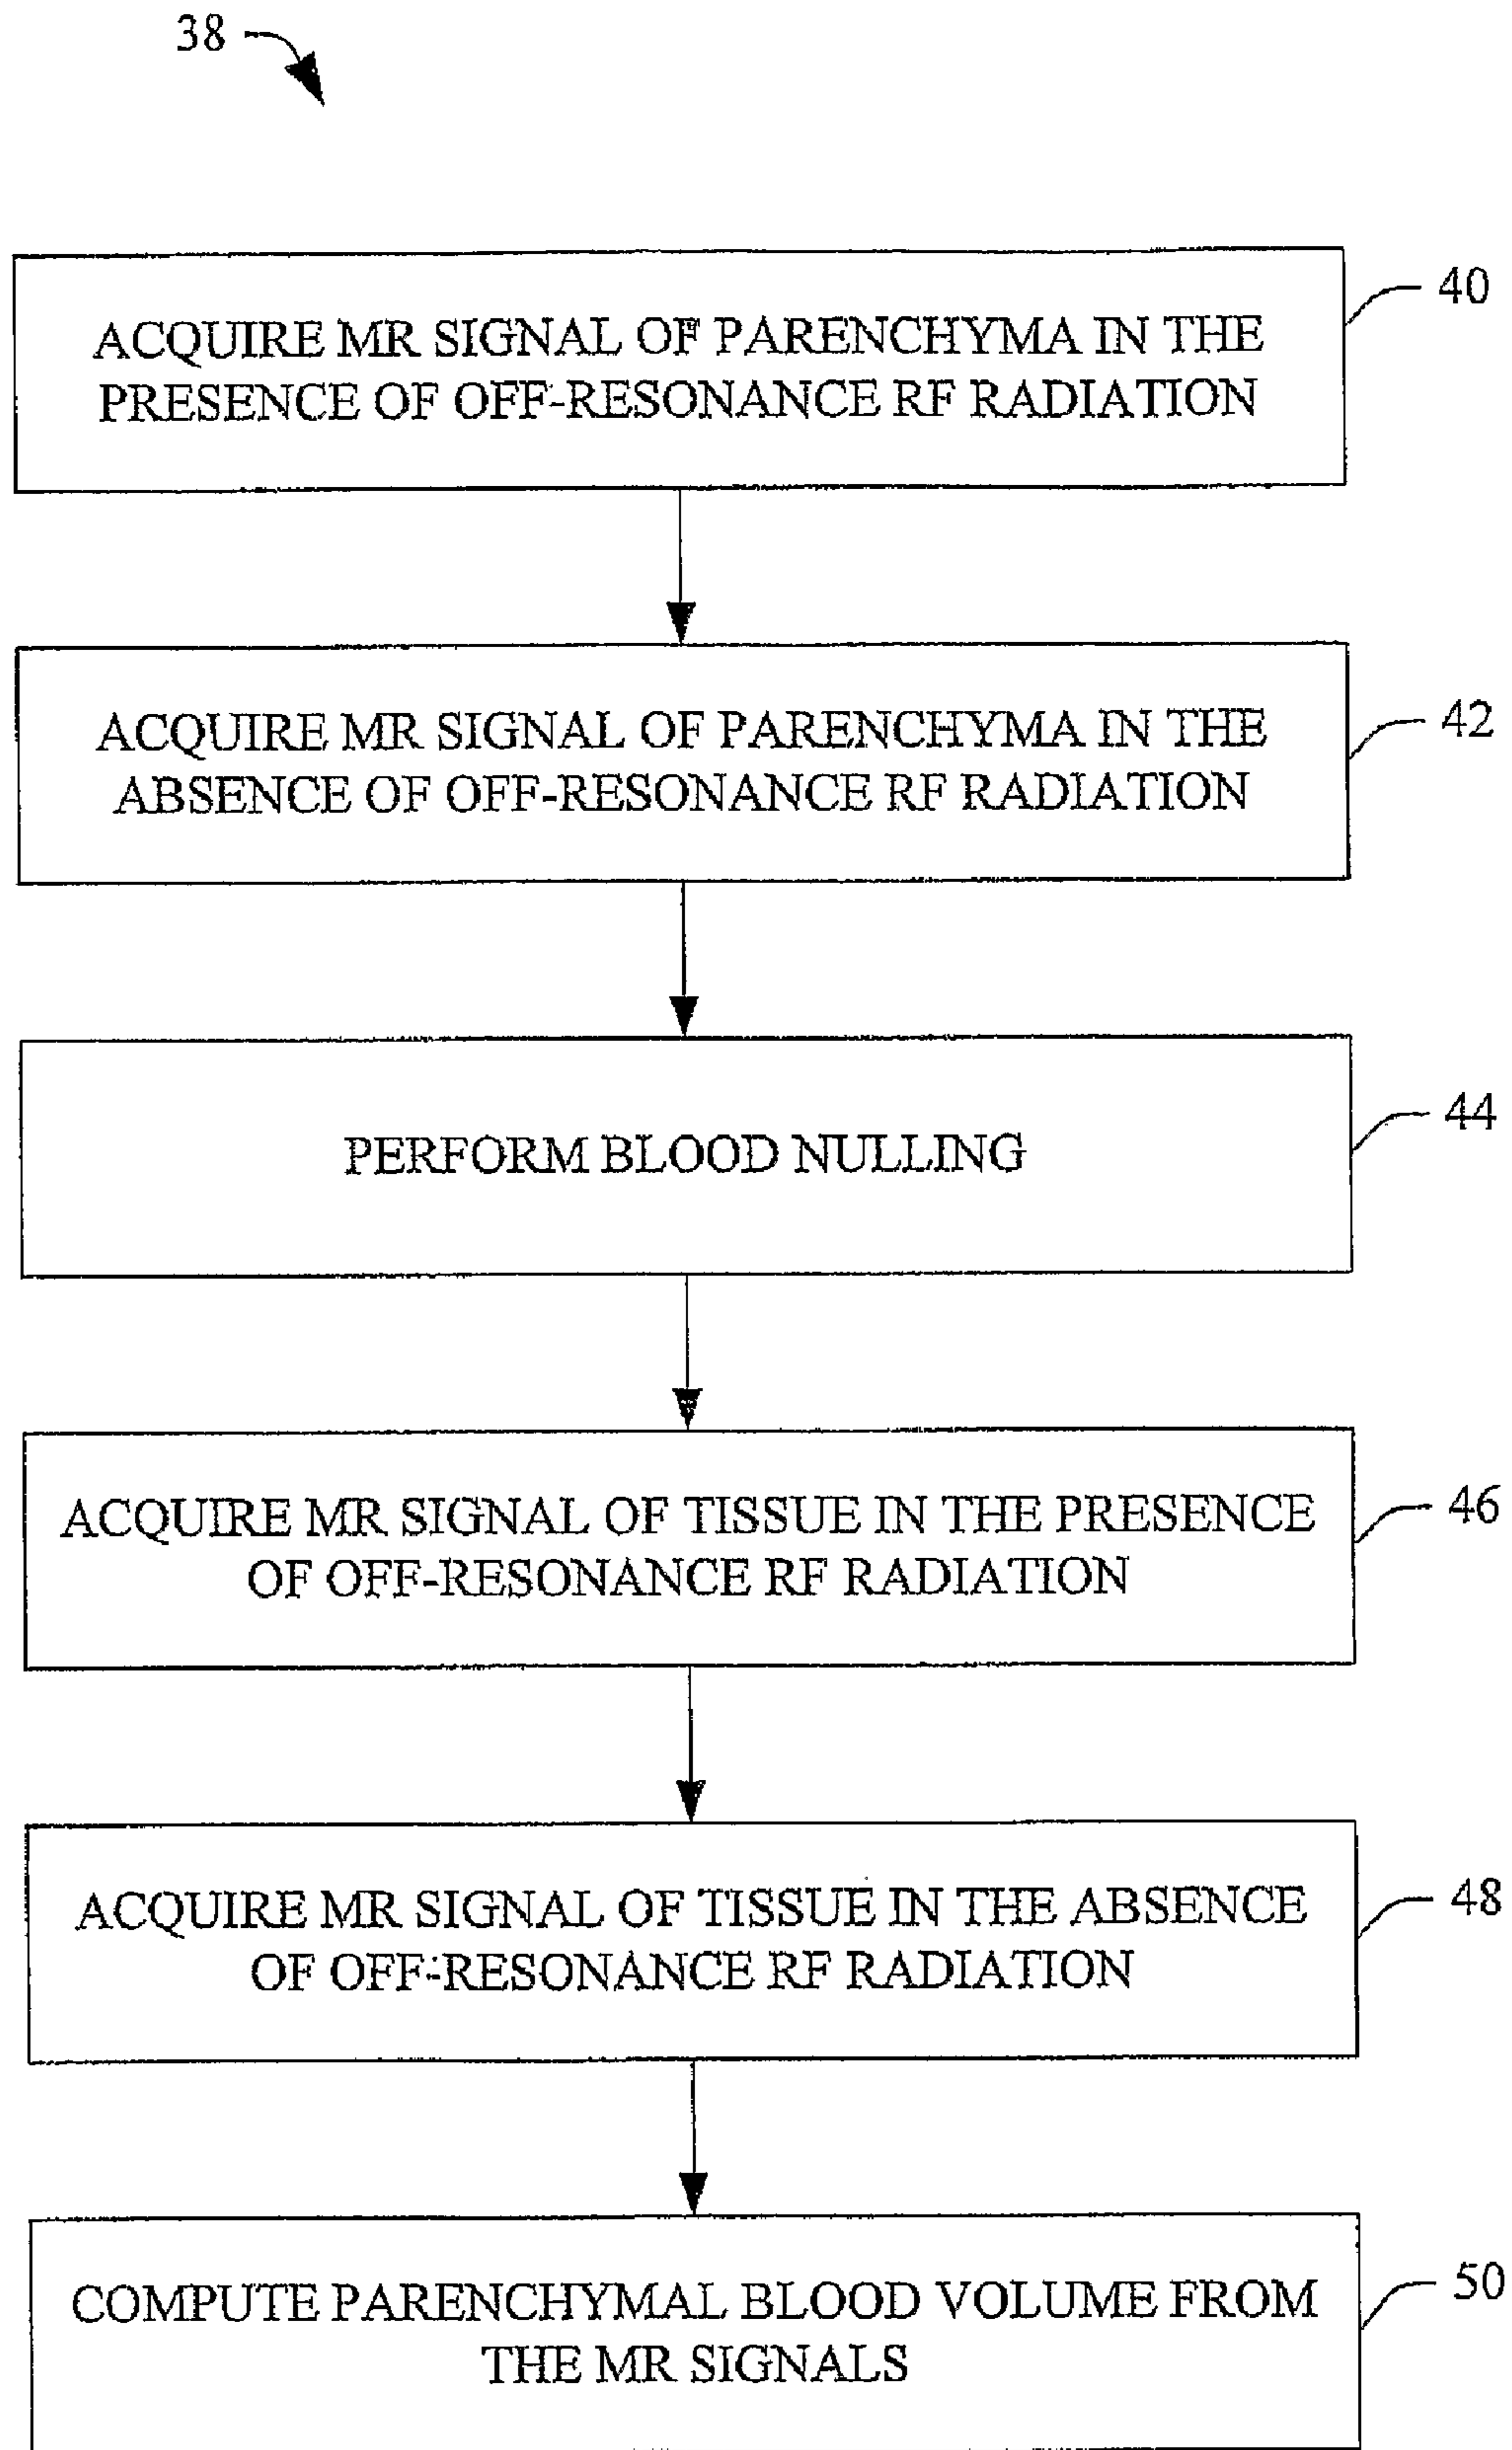 38
ACQUIRE MR SIGNAL OF PARENCHYMA IN THE
PRESENCE OF OFF-RESONANCE RF RADIATION
40
ACQUIRE MR SIGNAL OF PARENCHYMA IN THE
ABSENCE OF OFF-RESONANCE RF RADIATION
42
PERFORM BLOOD NULLING
44
ACQUIRE MR SIGNAL OF TISSUE IN THE PRESENCE
OF OFF-RESONANCE RF RADIATION
46
ACQUIRE MR SIGNAL OF TISSUE IN THE ABSENCE
OF OFF-RESONANCE RF RADIATION
48
COMPUTE PARENCHYMAL BLOOD VOLUME FROM
THE MR SIGNALS
50